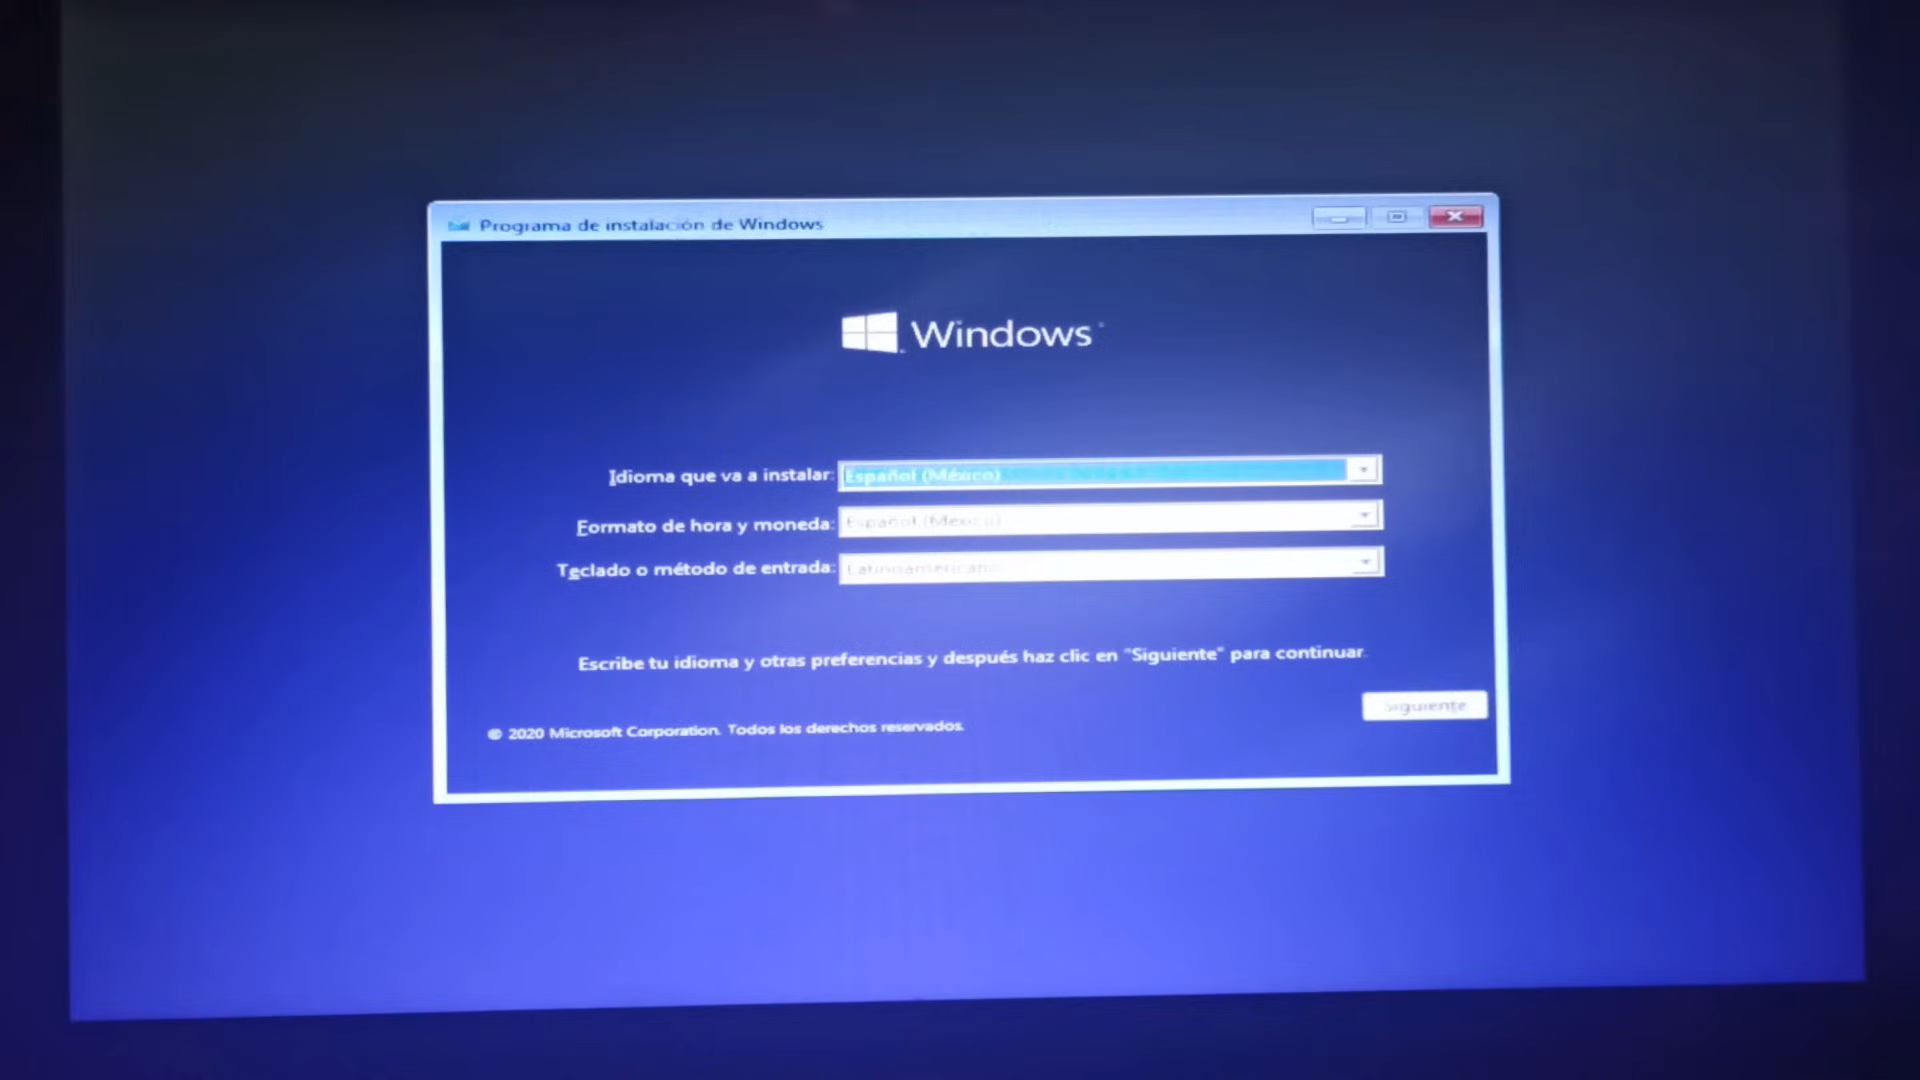 Programa de instalación de Windows
Windows
Idioma que va a instalar: Español (México)
Formato de hora y moneda: Español (México)
Teclado o método de entrada: Latinoamericano
Escribe tu idioma y otras preferencias y después haz clic en "Siguiente" para continuar.
Siguiente
© 2020 Microsoft Corporation. Todos los derechos reservados.